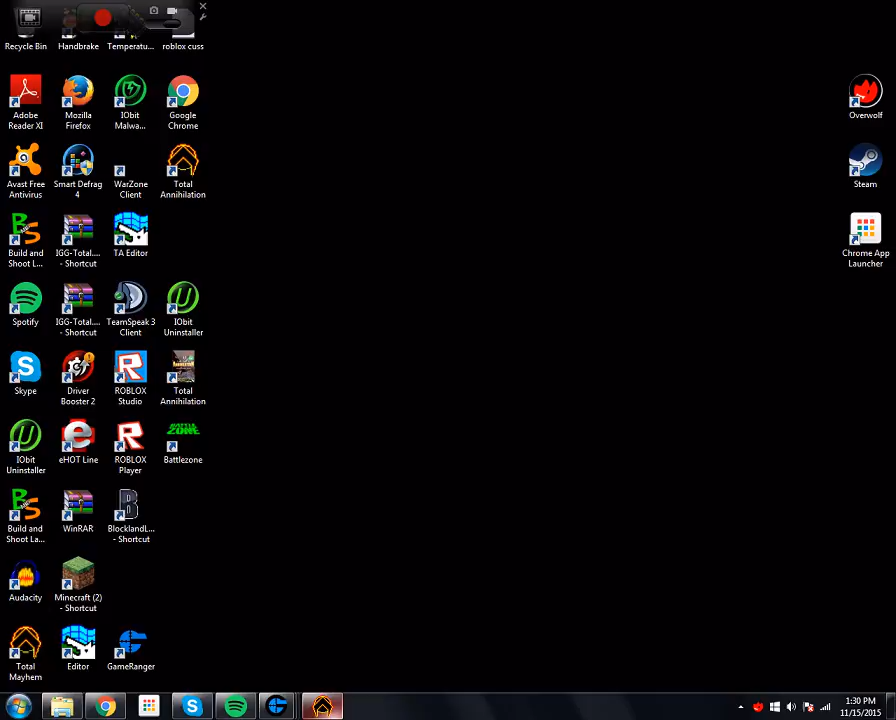 Recycle Bin
Handbrake
Temperatu...
roblox cuss
Adobe
Reader XI
Mozilla
Firefox
IObit
Malwa...
Google
Chrome
Overwolf
Avast Free
Antivirus
Smart Defrag
4
WarZone
Client
Total
Annihilation
Steam
Build and
Shoot L...
IGG-Total....
- Shortcut
TA Editor
Chrome App
Launcher
Spotify
IGG-Total....
- Shortcut
TeamSpeak 3
Client
IObit
Uninstaller
Skype
Driver
Booster 2
ROBLOX
Studio
Total
Annihilation
IObit
Uninstaller
eHOT Line
ROBLOX
Player
BATTLE
ZONE
Battlezone
Build and
Shoot La...
WinRAR
BlocklandL...
- Shortcut
Audacity
Minecraft (2)
- Shortcut
Total
Mayhem
Editor
GameRanger
1:30 PM
11/15/2015